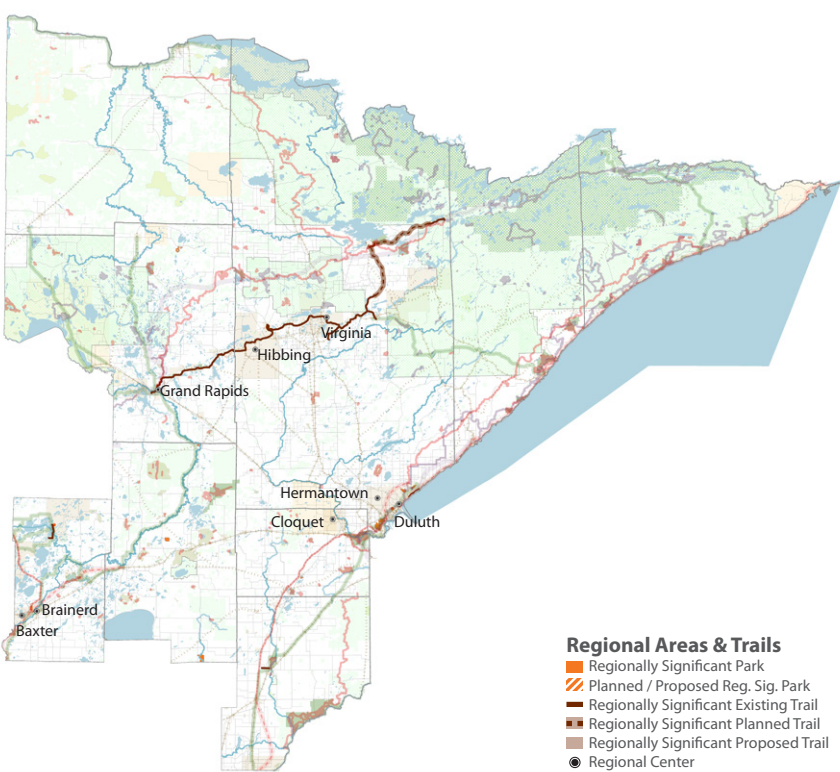 Virginia
Hibbing
Grand Rapids
Hermantown
Cloquet
Duluth
Brainerd
Baxter
Regional Areas & Trails
Regionally Significant Park
Planned / Proposed Reg. Sig. Park
Regionally Significant Existing Trail
Regionally Significant Planned Trail
Regionally Significant Proposed Trail
Regional Center